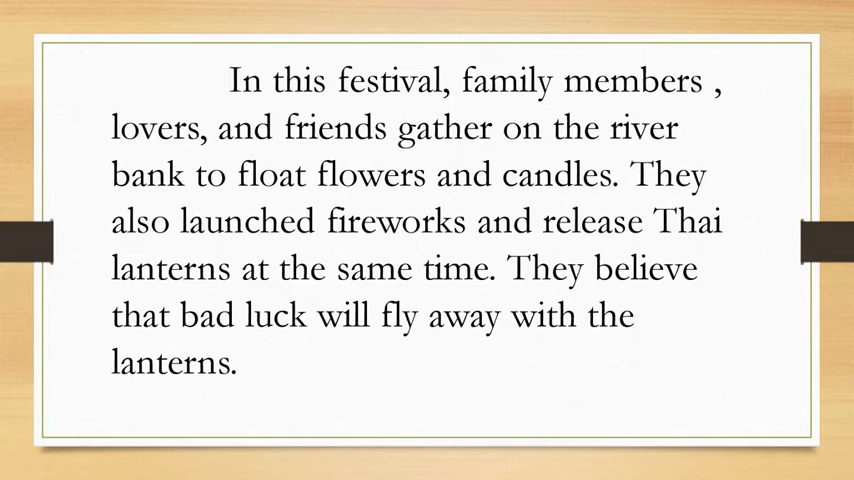 In this festival, family members ,
lovers, and friends gather on the river
bank to float flowers and candles. They
also launched fireworks and release Thai
lanterns at the same time. They believe
that bad luck will fly away with the
lanterns.